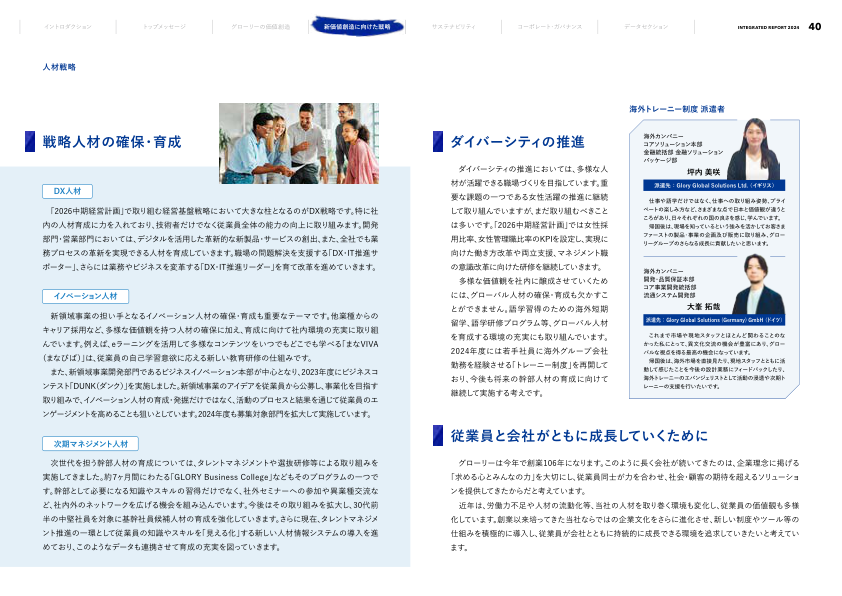 イントロダクション
トップメッセージ
グローリーの価値創造
新価値創造に向けた戦略
サステナビリティ
コーポレート・ガバナンス
データセクション
INTEGRATED REPORT 2024 40
人材戦略
戦略人材の確保・育成
DX人材
「2026中期経営計画」で取り組む経営基盤戦略において大きな柱となるのがDX戦略です。特に社
内の人材育成に力を入れており、技術者だけでなく従業員全体の能力の向上に取り組みます。開発
部門・営業部門においては、デジタルを活用した革新的な新製品・サービスの創出、また、全社でも業
務プロセスの革新を実現できる人材を育成していきます。職場の問題解決を支援する「DX・IT推進サ
ポーター」、さらには業務やビジネスを変革する「DX・IT推進リーダー」を育て改革を進めていきます。
イノベーション人材
新領域事業の担い手となるイノベーション人材の確保・育成も重要なテーマです。他業種からの
キャリア採用など、多様な価値観を持つ人材の確保に加え、育成に向けて社内環境の充実に取り組
んでいます。例えば、eラーニングを活用して多様なコンテンツをいつでもどこでも学べる「まなVIVA
（まなびば）」は、従業員の自己学習意欲に応える新しい教育研修の仕組みです。
また、新領域事業の専門部隊であるビジネスイノベーション本部が中心となり、2023年度にビジネスコ
ンテスト「DUNK（ダンク）」を実施しました。新領域事業のアイデアを従業員から公募し、事業化を目指す
取り組みで、イノベーション人材の育成・発掘だけではなく、活動のプロセスと結果を通じて従業員のエ
ンゲージメントを高めることも狙いとしています。2024年度も募集対象部門を拡大して実施しています。
次期マネジメント人材
次世代を担う幹部人材の育成については、タレントマネジメントや選抜研修等による取り組みを
実施してきました。約7ヶ月間にわたる「GLORY Business College」などもそのプログラムの一つで
す。幹部として必要になる知識やスキルの習得だけでなく、社外セミナーへの参加や異業種交流な
ど、社内外のネットワークを広げる機会を組み込んでいます。今後はその取り組みを拡大し、30代前
半の中堅社員を対象に基幹社員候補人材の育成を強化していきます。さらに現在、タレントマネジメ
ント推進の一環として従業員の知識やスキルを「見える化」する新しい人材情報システムの導入を進
めており、このようなデータも連携させて育成の充実を図っていきます。
ダイバーシティの推進
ダイバーシティの推進においては、多様な人
材が活躍できる職場づくりを目指しています。重
要な課題の一つである女性活躍の推進に継続
して取り組んでいますが、まだ取り組むべきこと
は多いです。「2026中期経営計画」では女性採
用比率、女性管理職比率のKPIを設定し、実現に
向けた働き方改革や両立支援、マネジメント職
の意識改革に向けた研修を継続していきます。
多様な価値観を社内に醸成させていくため
には、グローバル人材の確保・育成も欠かすこ
とができません。語学習得のための海外短期
留学、語学研修プログラム等、グローバル人材
を育成する環境の充実にも取り組んでいます。
2024年度には若手社員に海外グループ会社
勤務を経験させる「トレーニー制度」を再開して
おり、今後も将来の幹部人材の育成に向けて
継続して実施する考えです。
海外トレーニー制度 派遣者
海外カンパニー
コアソリューション本部
金融統括部 金融ソリューション
パッケージ部
坪内 美咲
派遣先：Glory Global Solutions Ltd.（イギリス）
仕事や語学だけではなく、仕事への取り組み姿勢、プライ
ベートの楽しみ方など、さまざまな点で日本と価値観が違うと
ころがあり、日々それぞれの国の良さを感じ、学んでいます。
帰国後は、現場を知っているという強みを活かしてお客さま
ファーストの製品・事業の企画及び販売に取り組み、グロー
リーグループのさらなる成長に貢献したいと思います。
海外カンパニー
開発・品質保証本部
コア事業開発統括部
流通システム開発部
大峯 拓哉
派遣先：Glory Global Solutions (Germany) GmbH（ドイツ）
これまで市場や現地スタッフとほとんど関わることのな
かった私にとって、異文化交流の機会が豊富にあり、グロー
バルな視点を得る最高の機会になっています。
帰国後は、海外市場を直接見たり、現地スタッフとともに活
動して感じたことを今後の設計業務にフィードバックしたり、
海外トレーニーのエバンジェリストとして活動の浸透や次期ト
レーニーの支援を行いたいです。
従業員と会社がともに成長していくために
グローリーは今年で創業106年になります。このように長く会社が続いてきたのは、企業理念に掲げる
「求める心とみんなの力」を大切にし、従業員同士が力を合わせ、社会・顧客の期待を超えるソリューショ
ンを提供してきたからだと考えています。
近年は、労働力不足や人材の流動化等、当社の人材を取り巻く環境も変化し、従業員の価値観も多様
化しています。創業以来培ってきた当社ならではの企業文化をさらに進化させ、新しい制度やツール等の
仕組みを積極的に導入し、従業員が会社とともに持続的に成長できる環境を追求していきたいと考えてい
ます。